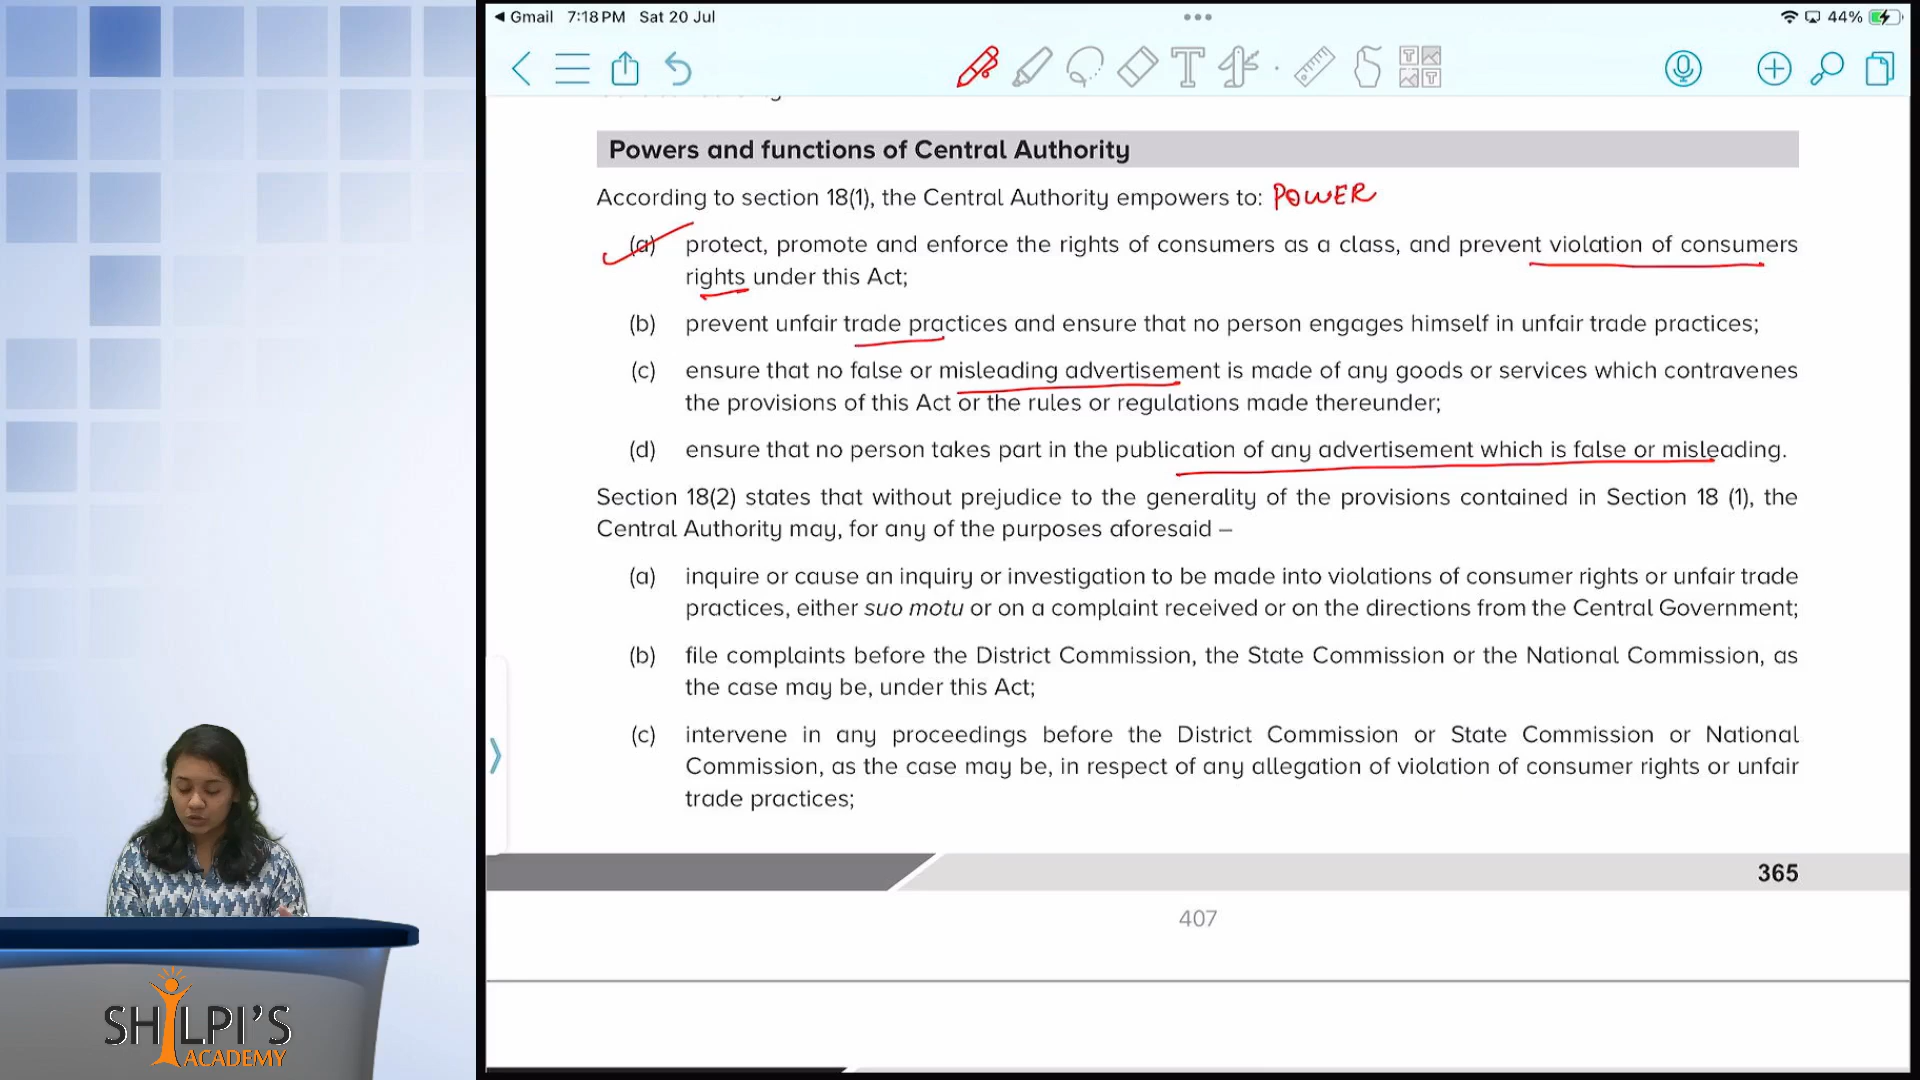 Gmail 7:18 PM Sat 20 Jul
44%
Powers and functions of Central Authority
According to section 18(1), the Central Authority empowers to: POWER
(a) protect, promote and enforce the rights of consumers as a class, and prevent violation of consumers
rights under this Act;
(b) prevent unfair trade practices and ensure that no person engages himself in unfair trade practices;
(c) ensure that no false or misleading advertisement is made of any goods or services which contravenes
the provisions of this Act or the rules or regulations made thereunder;
(d) ensure that no person takes part in the publication of any advertisement which is false or misleading.
Section 18(2) states that without prejudice to the generality of the provisions contained in Section 18 (1), the
Central Authority may, for any of the purposes aforesaid –
(a) inquire or cause an inquiry or investigation to be made into violations of consumer rights or unfair trade
practices, either suo motu or on a complaint received or on the directions from the Central Government;
(b) file complaints before the District Commission, the State Commission or the National Commission, as
the case may be, under this Act;
(c) intervene in any proceedings before the District Commission or State Commission or National
Commission, as the case may be, in respect of any allegation of violation of consumer rights or unfair
trade practices;
365
407
SHILPI'S
ACADEMY